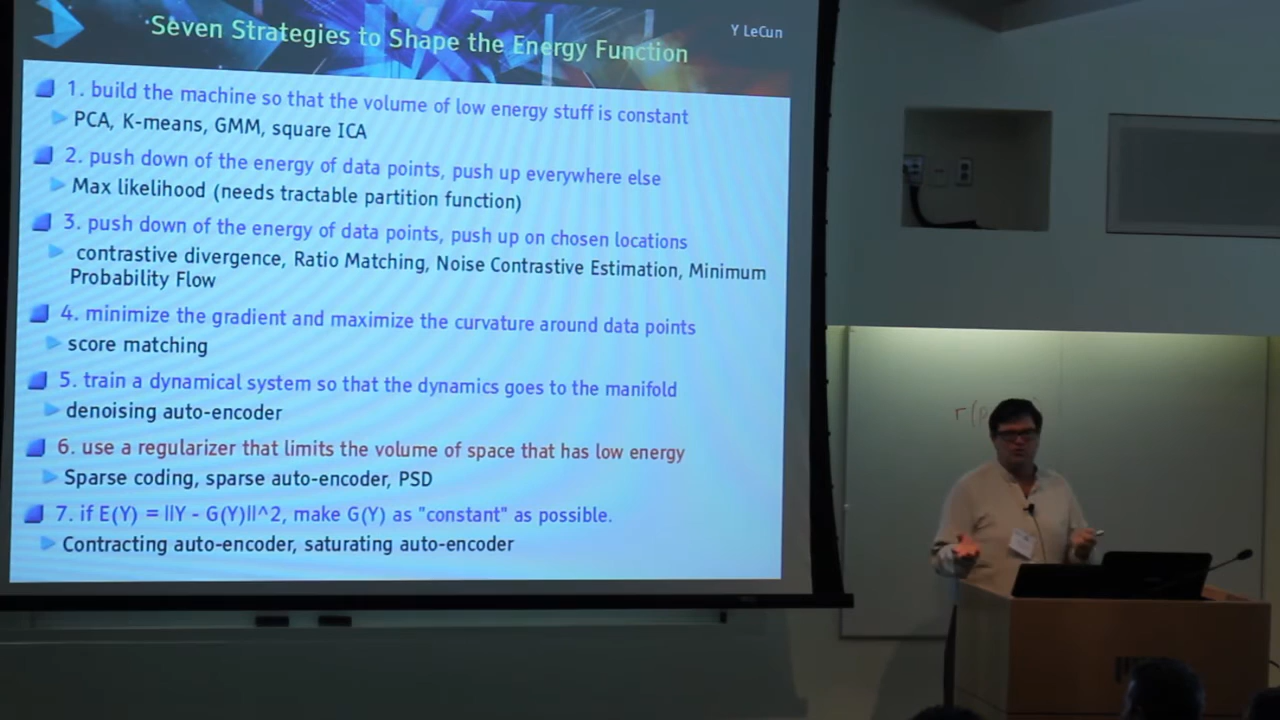 Seven Strategies to Shape the Energy Function
Y LeCun
1. build the machine so that the volume of low energy stuff is constant
PCA, K-means, GMM, square ICA
2. push down of the energy of data points, push up everywhere else
Max likelihood (needs tractable partition function)
3. push down of the energy of data points, push up on chosen locations
contrastive divergence, Ratio Matching, Noise Contrastive Estimation, Minimum
Probability Flow
4. minimize the gradient and maximize the curvature around data points
score matching
5. train a dynamical system so that the dynamics goes to the manifold
denoising auto-encoder
6. use a regularizer that limits the volume of space that has low energy
Sparse coding, sparse auto-encoder, PSD
7. if E(Y) = ||Y - G(Y)||^2, make G(Y) as "constant" as possible.
Contracting auto-encoder, saturating auto-encoder